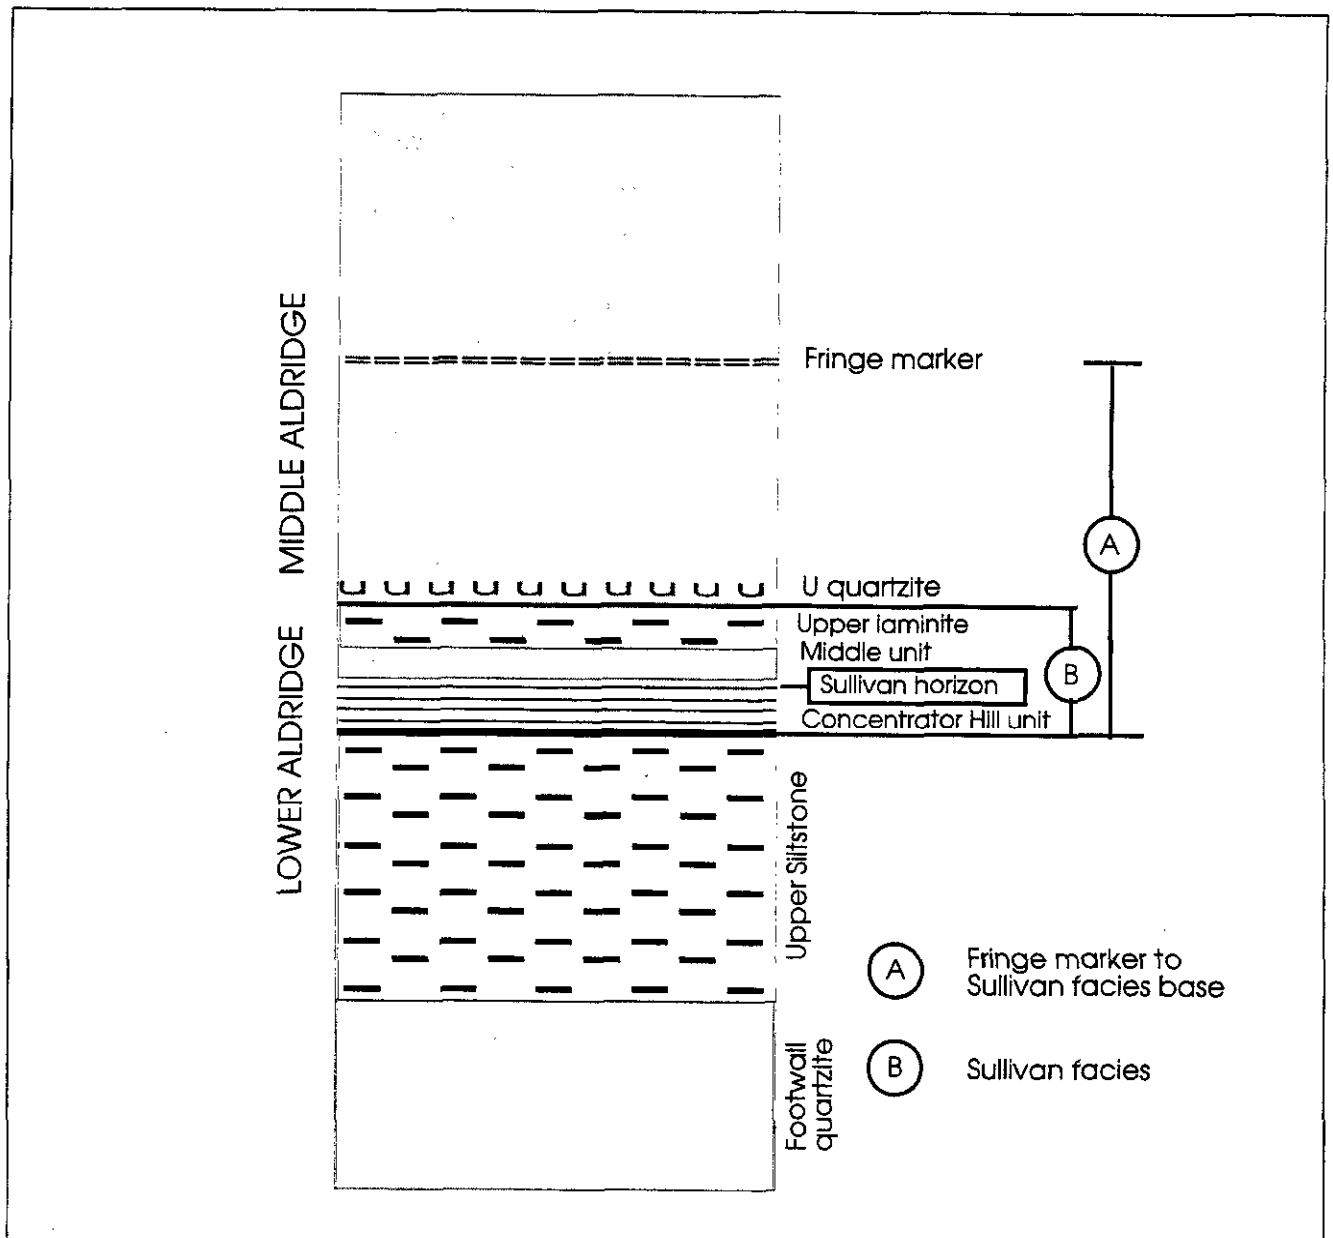 MIDDLE ALDRIDGE
LOWER ALDRIDGE
Fringe marker
A
U quartzite
Upper laminite
Middle unit
B
Sullivan horizon
Concentrator Hill unit
Upper Siltstone
Footwall
quartzite
A
Fringe marker to
Sullivan facies base
B
Sullivan facies